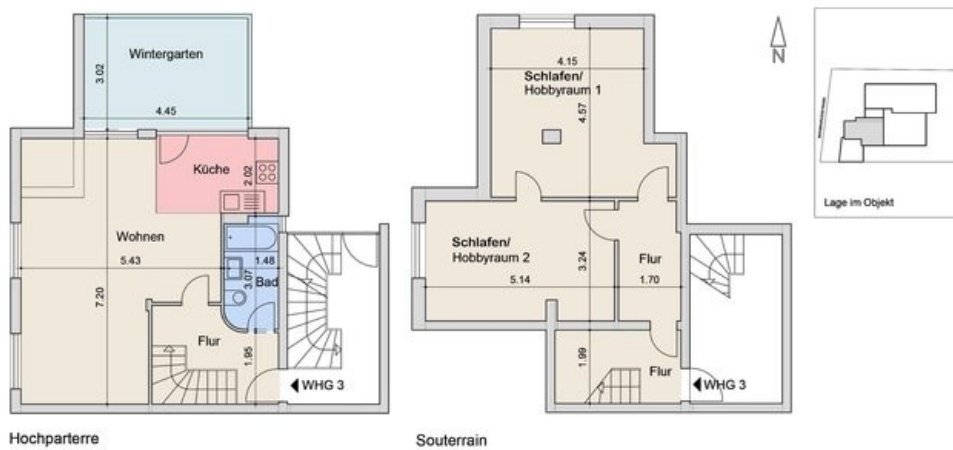 Wintergarten
3.02
4.45
Küche
2.02
Wohnen
5.43
1.48
3.07
Bad
7.20
Flur
1.95
WHG 3
Hochparterre
4.15
Schlafen/
Hobbyraum 1
4.57
Schlafen/
Hobbyraum 2
3.24
Flur
5.14
1.70
1.99
Flur
WHG 3
Souterrain
N
Lage im Objekt